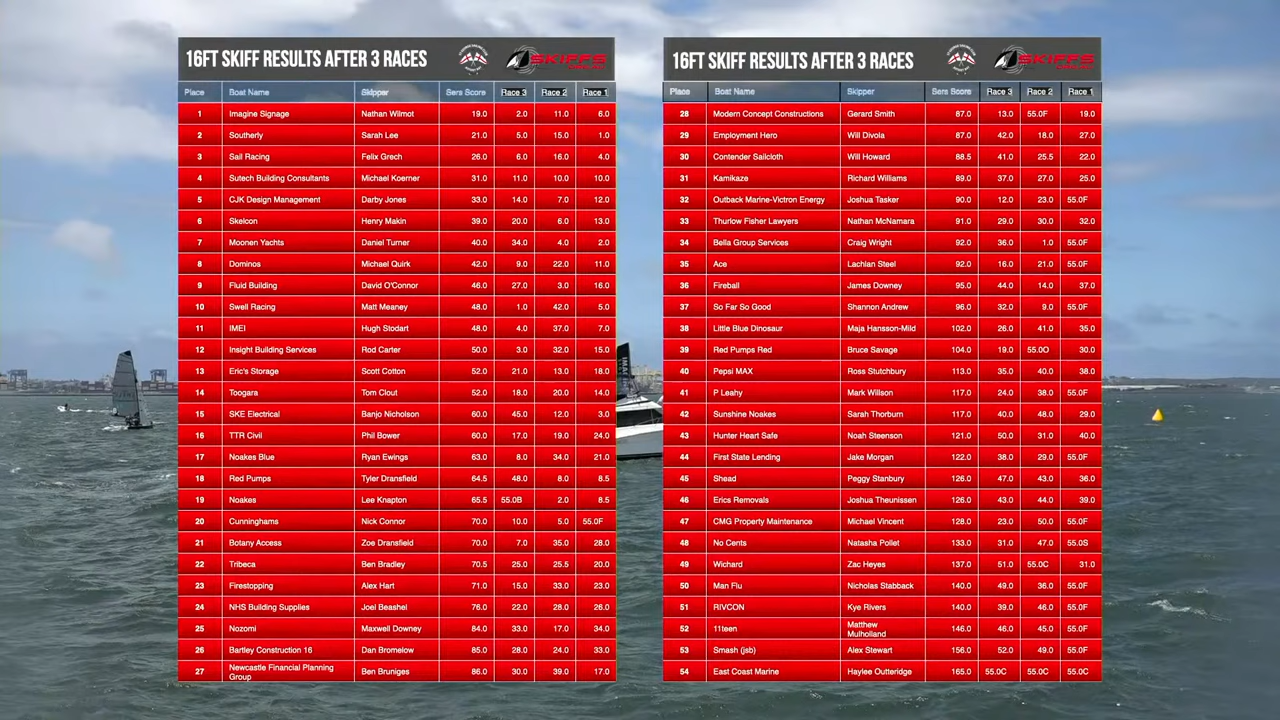 16FT SKIFF RESULTS AFTER 3 RACES SKIFFS
Place Boat Name Skipper Sers Score Race 3 Race 2 Race 1
1 Imagine Signage Nathan Wilmot 19.0 2.0 11.0 6.0
2 Southerly Sarah Lee 21.0 5.0 15.0 1.0
3 Sail Racing Felix Grech 26.0 6.0 16.0 4.0
4 Sutech Building Consultants Michael Koerner 31.0 11.0 10.0 10.0
5 CJK Design Management Darby Jones 33.0 14.0 7.0 12.0
6 Skelcon Henry Makin 39.0 20.0 6.0 13.0
7 Moonen Yachts Daniel Turner 40.0 34.0 4.0 2.0
8 Dominos Michael Quirk 42.0 9.0 22.0 11.0
9 Fluid Building David O'Connor 46.0 27.0 3.0 16.0
10 Swell Racing Matt Meaney 48.0 1.0 42.0 5.0
11 IMEI Hugh Stodart 48.0 4.0 37.0 7.0
12 Insight Building Services Rod Carter 50.0 3.0 32.0 15.0
13 Eric's Storage Scott Cotton 52.0 21.0 13.0 18.0
14 Toogara Tom Clout 52.0 18.0 20.0 14.0
15 SKE Electrical Banjo Nicholson 60.0 45.0 12.0 3.0
16 TTR Civil Phil Bower 60.0 17.0 19.0 24.0
17 Noakes Blue Ryan Ewings 63.0 8.0 34.0 21.0
18 Red Pumps Tyler Dransfield 64.5 48.0 8.0 8.5
19 Noakes Lee Knapton 65.5 55.0B 2.0 8.5
20 Cunninghams Nick Connor 70.0 10.0 5.0 55.0F
21 Botany Access Zoe Dransfield 70.0 7.0 35.0 28.0
22 Tribeca Ben Bradley 70.5 25.0 25.5 20.0
23 Firestopping Alex Hart 71.0 15.0 33.0 23.0
24 NHS Building Supplies Joel Beashel 76.0 22.0 28.0 26.0
25 Nozomi Maxwell Downey 84.0 33.0 17.0 34.0
26 Bartley Construction 16 Dan Bromelow 85.0 28.0 24.0 33.0
27 Newcastle Financial Planning Group Ben Bruniges 86.0 30.0 39.0 17.0
16FT SKIFF RESULTS AFTER 3 RACES SKIFFS
Place Boat Name Skipper Sers Score Race 3 Race 2 Race 1
28 Modern Concept Constructions Gerard Smith 87.0 13.0 55.0F 19.0
29 Employment Hero Will Divola 87.0 42.0 18.0 27.0
30 Contender Sailcloth Will Howard 88.5 41.0 25.5 22.0
31 Kamikaze Richard Williams 89.0 37.0 27.0 25.0
32 Outback Marine-Victron Energy Joshua Tasker 90.0 12.0 23.0 55.0F
33 Thurlow Fisher Lawyers Nathan McNamara 91.0 29.0 30.0 32.0
34 Bella Group Services Craig Wright 92.0 36.0 1.0 55.0F
35 Ace Lachlan Steel 92.0 16.0 21.0 55.0F
36 Fireball James Downey 95.0 44.0 14.0 37.0
37 So Far So Good Shannon Andrew 96.0 32.0 9.0 55.0F
38 Little Blue Dinosaur Maja Hansson-Mild 102.0 26.0 41.0 35.0
39 Red Pumps Red Bruce Savage 104.0 19.0 55.0O 30.0
40 Pepsi MAX Ross Stutchbury 113.0 35.0 40.0 38.0
41 P Leahy Mark Willson 117.0 24.0 38.0 55.0F
42 Sunshine Noakes Sarah Thorburn 117.0 40.0 48.0 29.0
43 Hunter Heart Safe Noah Steenson 121.0 50.0 31.0 40.0
44 First State Lending Jake Morgan 122.0 38.0 29.0 55.0F
45 Shead Peggy Stanbury 126.0 47.0 43.0 36.0
46 Erics Removals Joshua Theunissen 126.0 43.0 44.0 39.0
47 CMG Property Maintenance Michael Vincent 128.0 23.0 50.0 55.0F
48 No Cents Natasha Pollet 133.0 31.0 47.0 55.0S
49 Wichard Zac Heyes 137.0 51.0 55.0C 31.0
50 Man Flu Nicholas Stabback 140.0 49.0 36.0 55.0F
51 RIVCON Kye Rivers 140.0 39.0 46.0 55.0F
52 11teen Matthew Mulholland 146.0 46.0 45.0 55.0F
53 Smash (jsb) Alex Stewart 156.0 52.0 49.0 55.0F
54 East Coast Marine Haylee Outteridge 165.0 55.0C 55.0C 55.0C